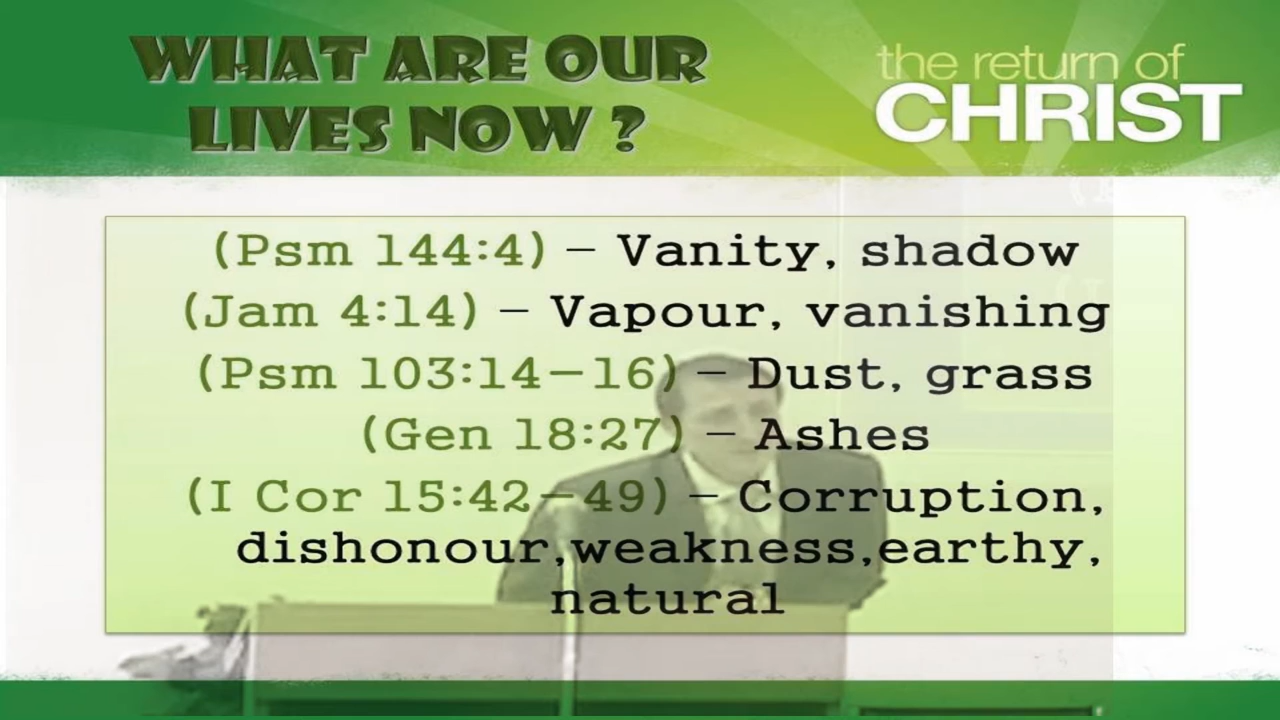 WHAT ARE OUR
LIVES NOW ?
the return of
CHRIST
(Psm 144:4) – Vanity, shadow
(Jam 4:14) – Vapour, vanishing
(Psm 103:14–16) – Dust, grass
(Gen 18:27) – Ashes
(I Cor 15:42–49) – Corruption,
dishonour,weakness,earthy,
natural